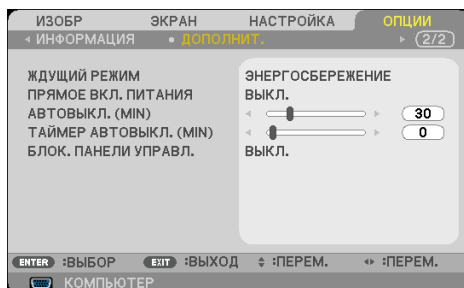 ИЗОБР ЭКРАН НАСТРОЙКА ОПЦИИ
ИНФОРМАЦИЯ • ДОПОЛНИТ. (2/2)
ЖДУЩИЙ РЕЖИМ ЭНЕРГОСБЕРЕЖЕНИЕ
ПРЯМОЕ ВКЛ. ПИТАНИЯ ВЫКЛ.
АВТОВЫКЛ. (MIN) 30
ТАЙМЕР АВТОВЫКЛ. (MIN) 0
БЛОК. ПАНЕЛИ УПРАВЛ. ВЫКЛ.
ENTER :ВЫБОР EXIT :ВЫХОД :ПЕРЕМ. :ПЕРЕМ.
КОМПЬЮТЕР